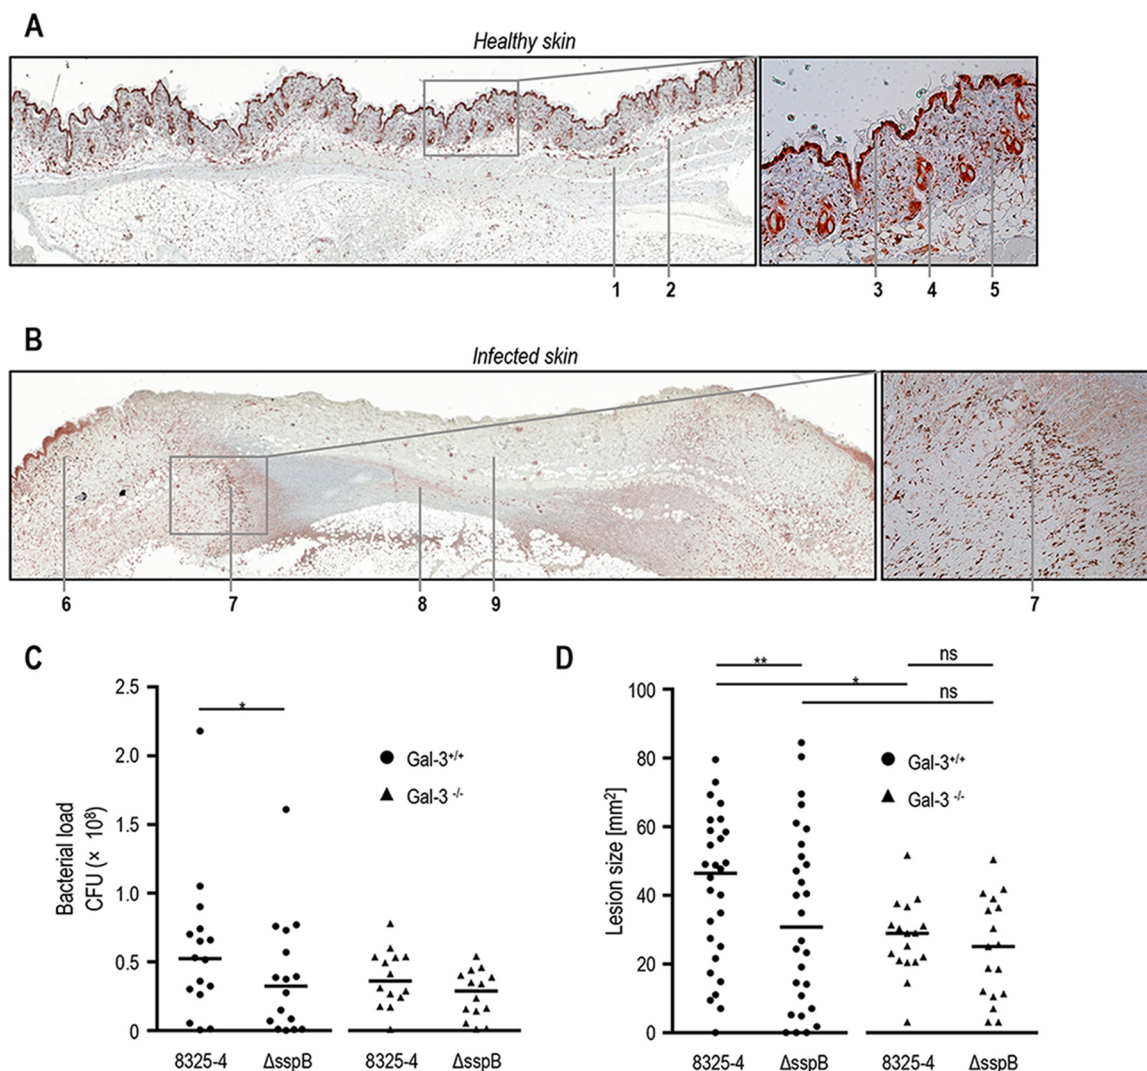 A
Healthy skin
1
2
3
4
5
B
Infected skin
6
7
8
9
7
C
2.5
2.0
1.5
1.0
0.5
0
Bacterial load
CFU (× 10⁸)
*
Gal-3⁺/⁺
Gal-3 ⁻/⁻
8325-4
ΔsspB
8325-4
ΔsspB
D
ns
**
*
ns
100
80
60
40
20
0
Lesion size [mm²]
Gal-3⁺/⁺
Gal-3 ⁻/⁻
8325-4
ΔsspB
8325-4
ΔsspB